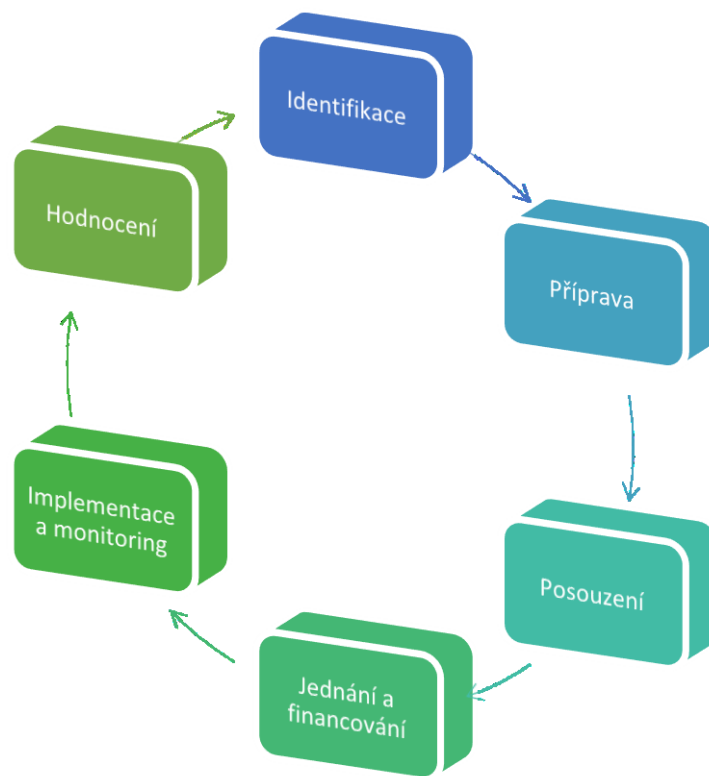 Identifikace
Příprava
Posouzení
Jednání a
financování
Implementace
a monitoring
Hodnocení